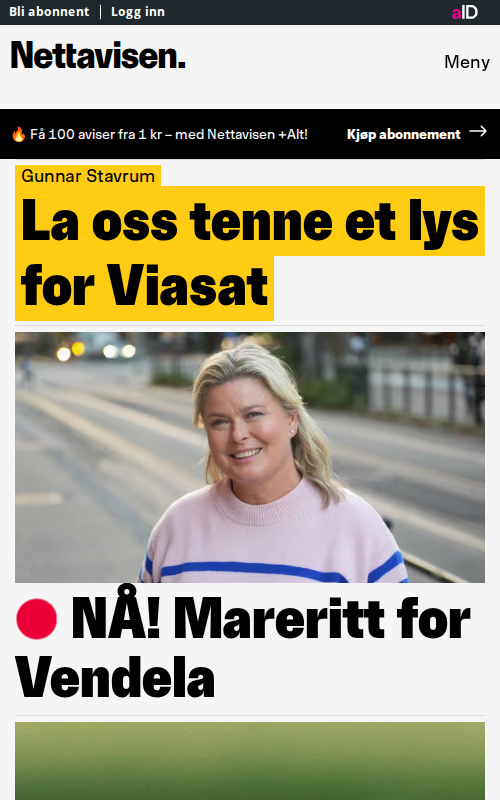 Bli abonnent | Logg inn aID
Nettavisen.
Meny
🔥 Få 100 aviser fra 1 kr – med Nettavisen +Alt! Kjøp abonnement →
Gunnar Stavrum
La oss tenne et lys
for Viasat
NÅ! Mareritt for
Vendela